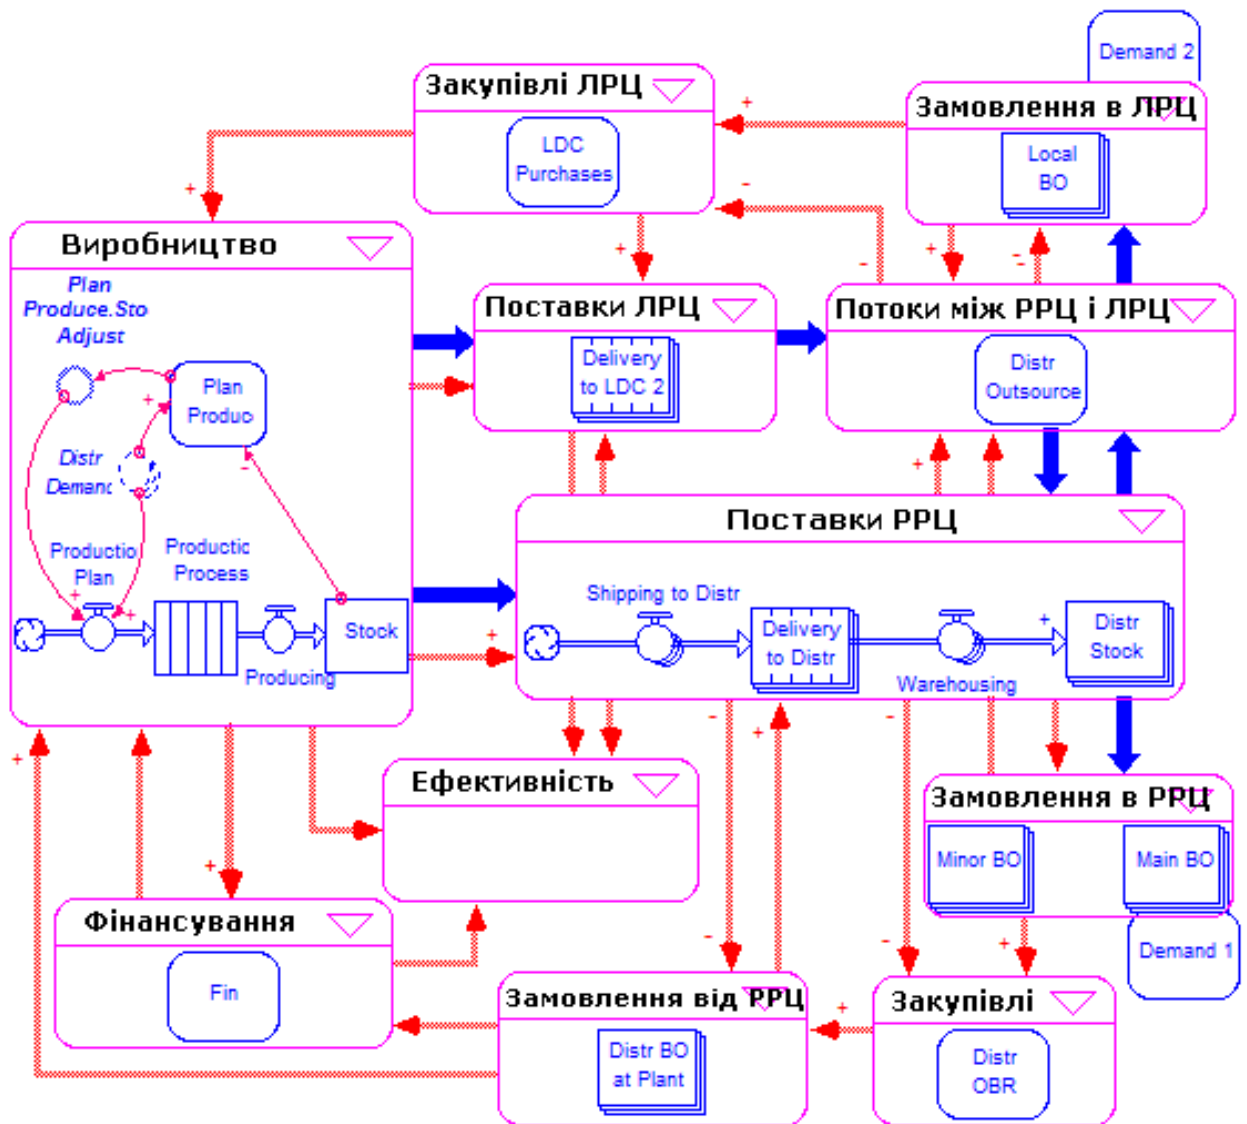 Demand 2
Закупівлі ЛРЦ
Замовлення в ЛРЦ
+
LDC
Purchases
Local
BO
+
-
Виробництво
+
+
-
-
-
Plan
Produce.Sto
Adjust
Поставки ЛРЦ
Потоки між РРЦ і ЛРЦ
Plan
Produc
Delivery
to LDC 2
Distr
Outsource
+
Distr
Demand
-
+
Поставки РРЦ
Productio
Plan
Productic
Process
Shipping to Distr
+
+
Stock
+
Delivery
to Distr
+
Distr
Stock
Producing
Warehousing
-
+
-
+
Ефективність
Замовлення в РРЦ
Minor BO
Main BO
+
Фінансування
-
-
+
Demand 1
Fin
Замовлення від РРЦ
+
Закупівлі
Distr BO
at Plant
Distr
OBR